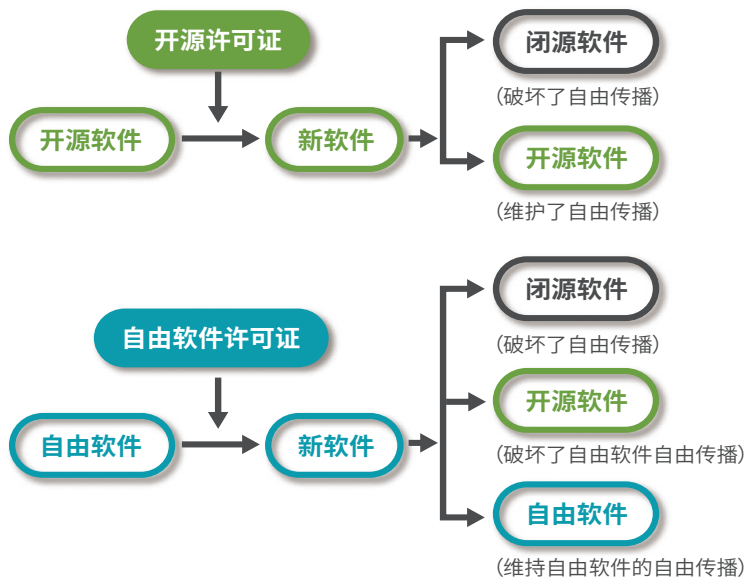 开源许可证
闭源软件
(破坏了自由传播)
开源软件
新软件
开源软件
(维护了自由传播)
闭源软件
自由软件许可证
(破坏了自由传播)
开源软件
自由软件
新软件
(破坏了自由软件自由传播)
自由软件
(维持自由软件的自由传播)